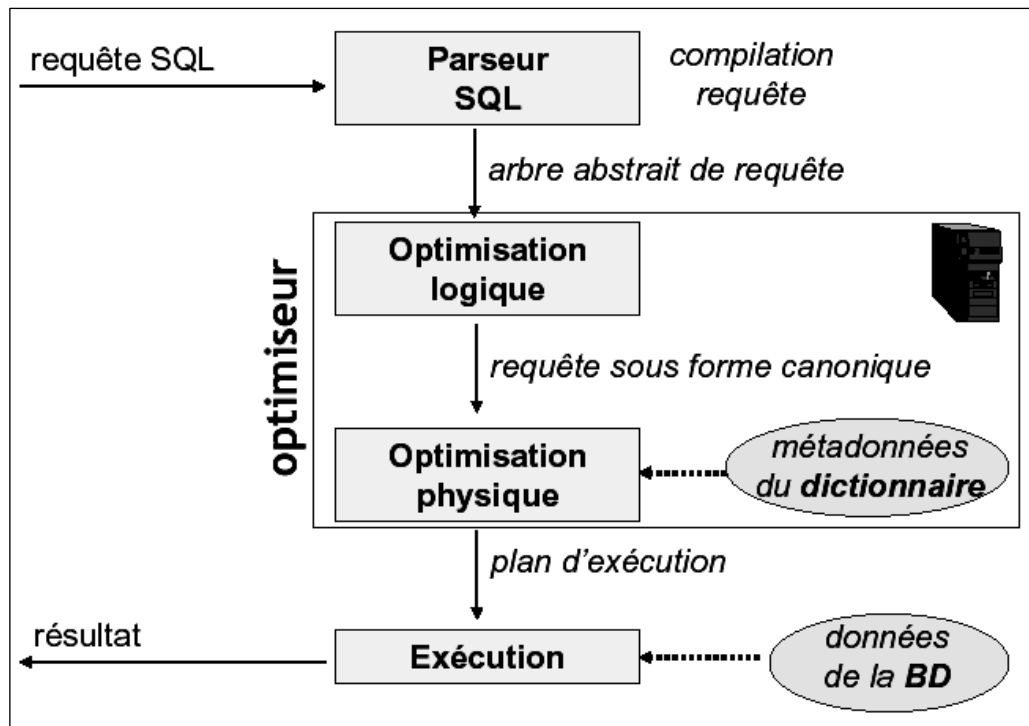 requête SQL
Parseur
SQL
compilation
requête
arbre abstrait de requête
optimiseur
Optimisation
logique
requête sous forme canonique
Optimisation
physique
métadonnées
du dictionnaire
plan d’exécution
résultat
Exécution
données
de la BD